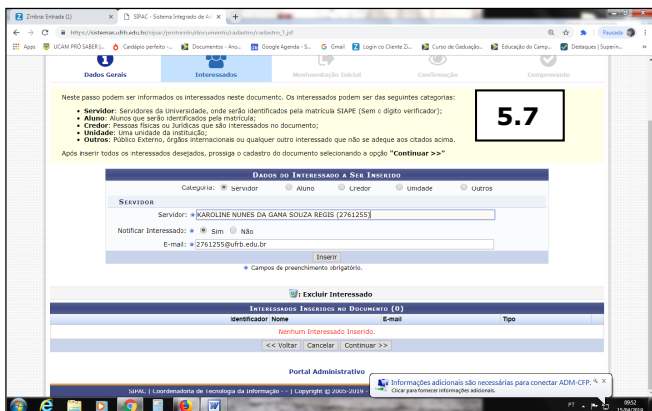 Zimbra: Entrada (1)
SIPAC - Sistema Integrado de
https://sistemas.ufrb.edu.br/sipac/protocolo/documento/cadastro/cadastro_1.jsf
Pausada
Apps
UCAM PRÓ SABER |
Cardápio perfeito -
Documentos - Ano
Google Agenda - S
Gmail
Login do Cliente Zi
Curso de Gaduação
Educação do Camp
Destaques | Superin
Dados Gerais
Interessados
Movimentação Inicial
Confirmação
Comprovante
Neste passo podem ser informados os interessados neste documento. Os interessados podem ser das seguintes categorias:
• Servidor: Servidores da Universidade, onde serão identificados pela matrícula SIAPE (Sem o dígito verificador);
• Aluno: Alunos que serão identificados pela matrícula;
• Credor: Pessoas físicas ou jurídicas que são interessados no documento;
• Unidade: Uma unidade da instituição;
• Outros: Público Externo, órgãos internacionais ou qualquer outro interessado que não se adeque aos citados acima.
Após inserir todos os interessados desejados, prossiga o cadastro do documento selecionando a opção "Continuar >>"
5.7
Dados do Interessado a Ser Inserido
Categoria: Servidor Aluno Credor Unidade Outros
Servidor
Servidor: KAROLINE NUNES DA GAMA SOUZA REGIS (2761255)
Notificar Interessado: Sim Não
E-mail: 2761255@ufrb.edu.br
Inserir
Campos de preenchimento obrigatório.
: Excluir Interessado
Interessados Inseridos no Documento (0)
Identificador Nome E-mail Tipo
Nenhum Interessado Inserido.
<< Voltar Cancelar Continuar >>
Portal Administrativo
SIPAC | Coordenadoria de Tecnologia da Informação - - | Copyright © 2005-2019
Informações adicionais são necessárias para conectar ADM-CFP.
Clicar para fornecer informações adicionais.
PT
09:52
15/04/2019